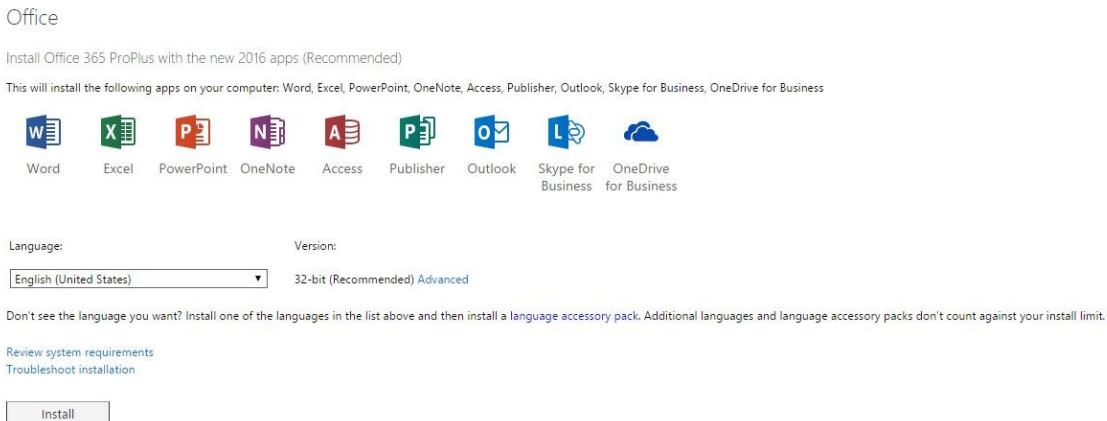 Office
Install Office 365 ProPlus with the new 2016 apps (Recommended)
This will install the following apps on your computer: Word, Excel, PowerPoint, OneNote, Access, Publisher, Outlook, Skype for Business, OneDrive for Business
W X P N A P O L
Word Excel PowerPoint OneNote Access Publisher Outlook Skype for Business OneDrive for Business
Language: Version:
English (United States) 32-bit (Recommended) Advanced
Don't see the language you want? Install one of the languages in the list above and then install a language accessory pack. Additional languages and language accessory packs don't count against your install limit.
Review system requirements
Troubleshoot installation
Install